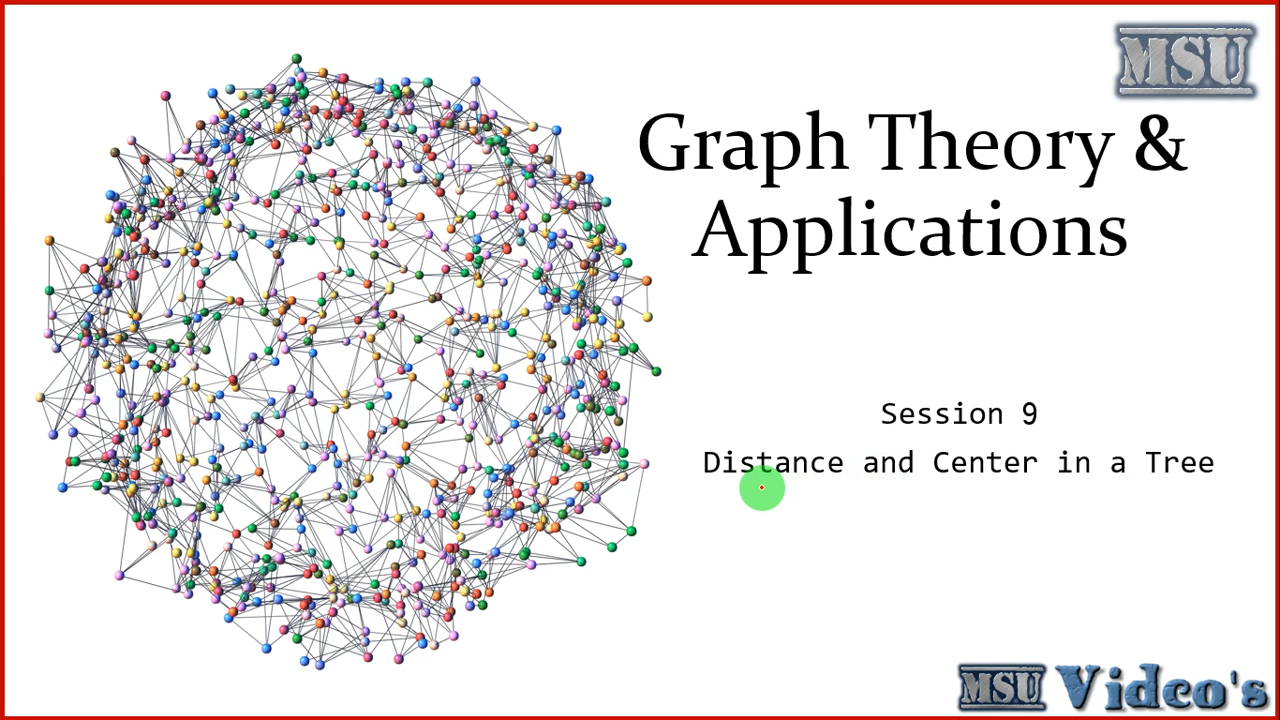 MSU
Graph Theory &
Applications
Session 9
Distance and Center in a Tree
MSU Video's